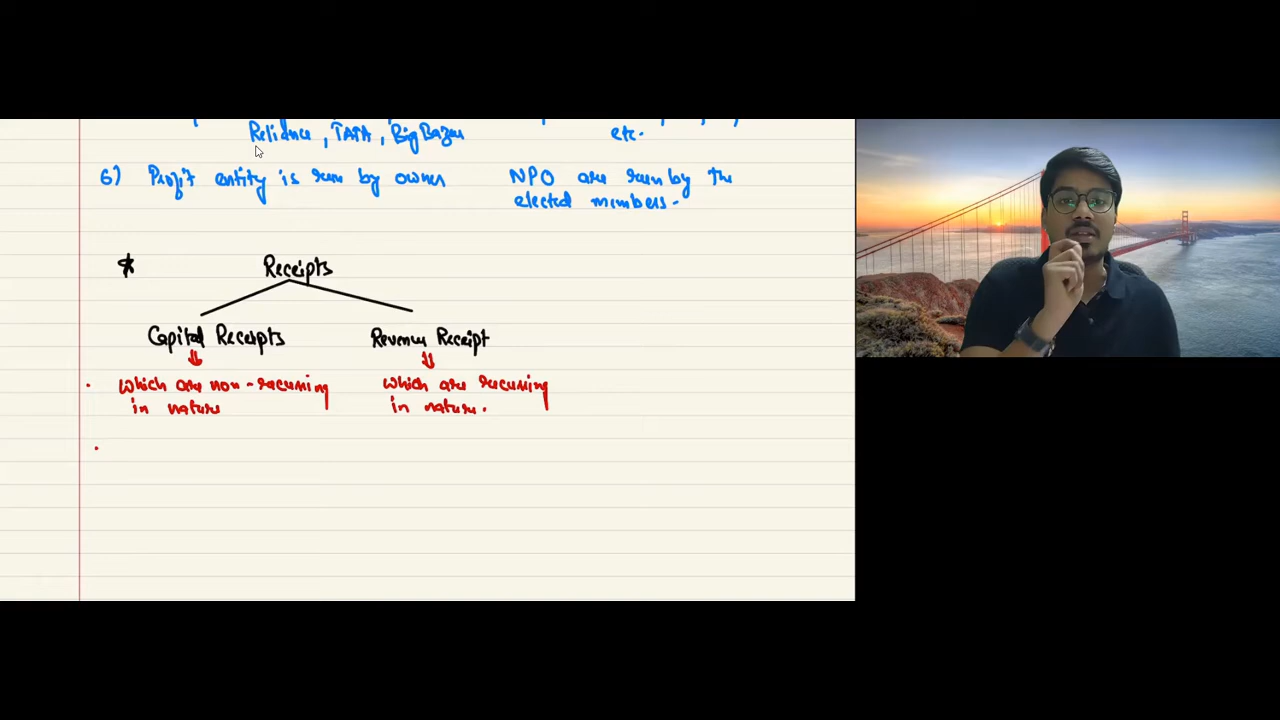 Reliance, TATA, Big Bazar
etc.
6) Profit entity is run by owner
NPO are run by the
elected members.
* Receipts
Capital Receipts
Revenue Receipt
. Which are non-recurring
in nature
Which are recurring
in nature.
.